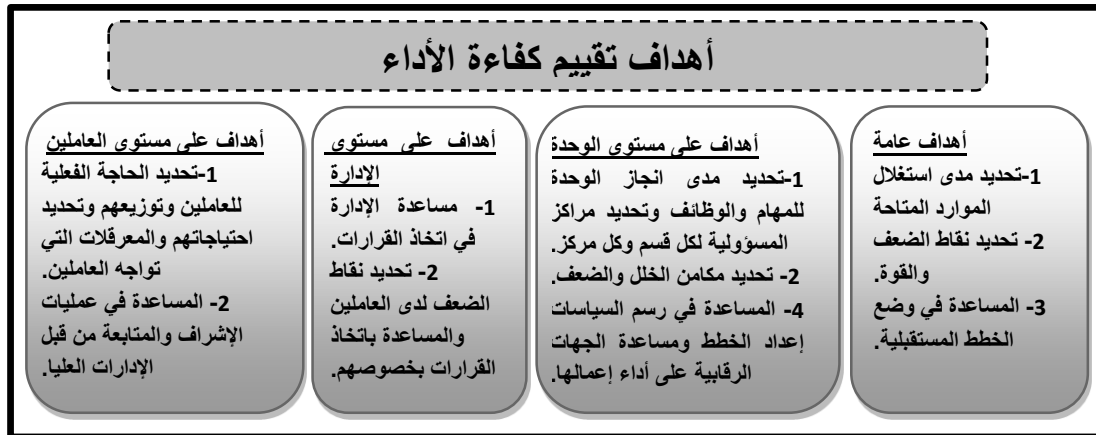 أهداف تقييم كفاءة الأداء
أهداف عامة
1-تحديد مدى استغلال
الموارد المتاحة
2- تحديد نقاط الضعف
والقوة.
3- المساعدة في وضع
الخطط المستقبلية.
أهداف على مستوى الوحدة
1-تحديد مدى انجاز الوحدة
للمهام والوظائف وتحديد مراكز
المسؤولية لكل قسم وكل مركز.
2- تحديد مكامن الخلل والضعف.
4- المساعدة في رسم السياسات
إعداد الخطط ومساعدة الجهات
الرقابية على أداء إعمالها.
أهداف على مستوى
الإدارة
1- مساعدة الإدارة
في اتخاذ القرارات.
2- تحديد نقاط
الضعف لدى العاملين
والمساعدة باتخاذ
القرارات بخصوصهم.
أهداف على مستوى العاملين
1-تحديد الحاجة الفعلية
للعاملين وتوزيعهم وتحديد
احتياجاتهم والمعرقلات التي
تواجه العاملين.
2- المساعدة في عمليات
الإشراف والمتابعة من قبل
الإدارات العليا.